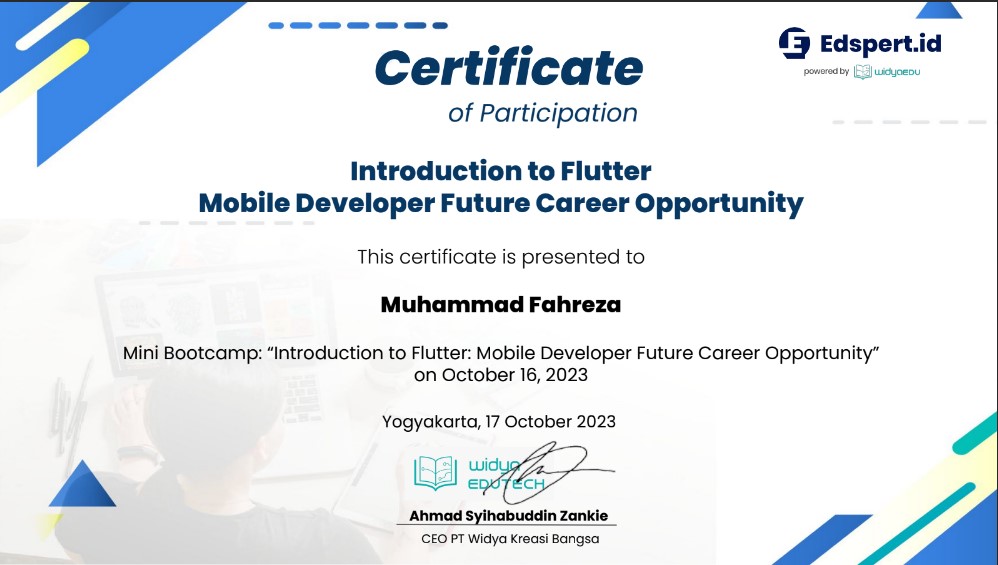 Edspert.id
powered by widyaEDU
Certificate
of Participation
Introduction to Flutter
Mobile Developer Future Career Opportunity
This certificate is presented to
Muhammad Fahreza
Mini Bootcamp: “Introduction to Flutter: Mobile Developer Future Career Opportunity”
on October 16, 2023
Yogyakarta, 17 October 2023
widya
EDUTECH
Ahmad Syihabuddin Zankie
CEO PT Widya Kreasi Bangsa